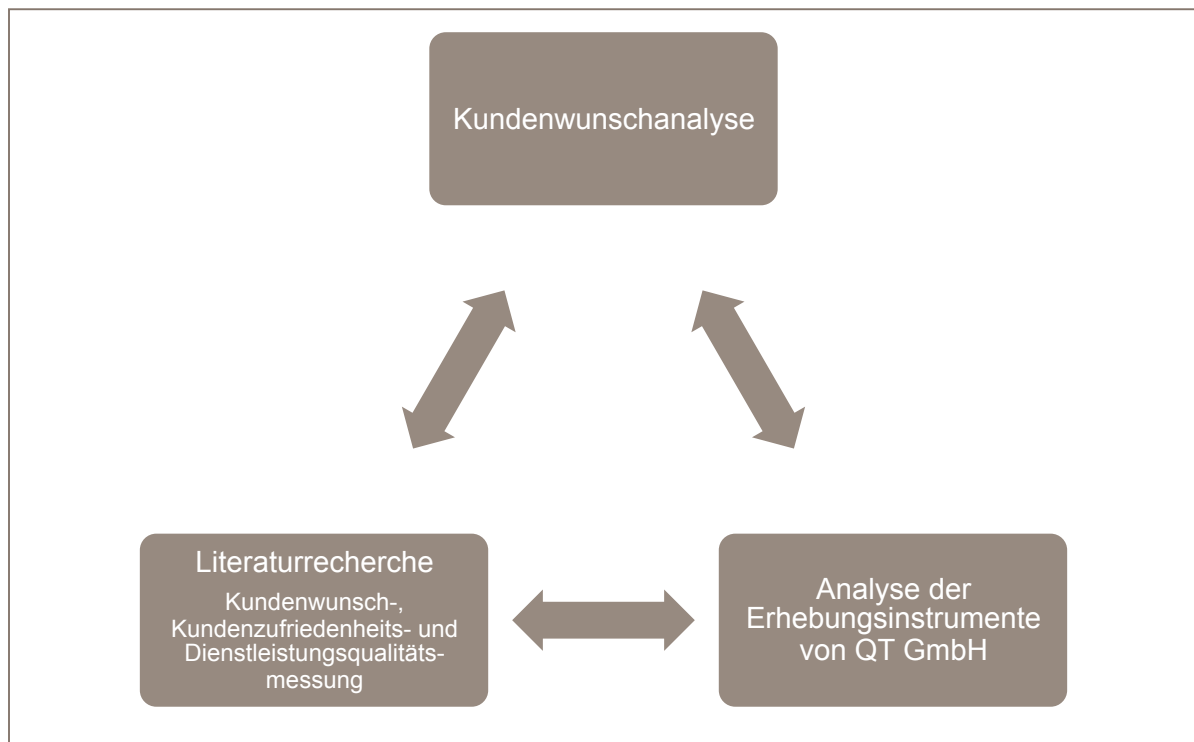 Kundenwunschanalyse
Literaturrecherche
Kundenwunsch-,
Kundenzufriedenheits- und
Dienstleistungsqualitäts-
messung
Analyse der
Erhebungsinstrumente
von QT GmbH